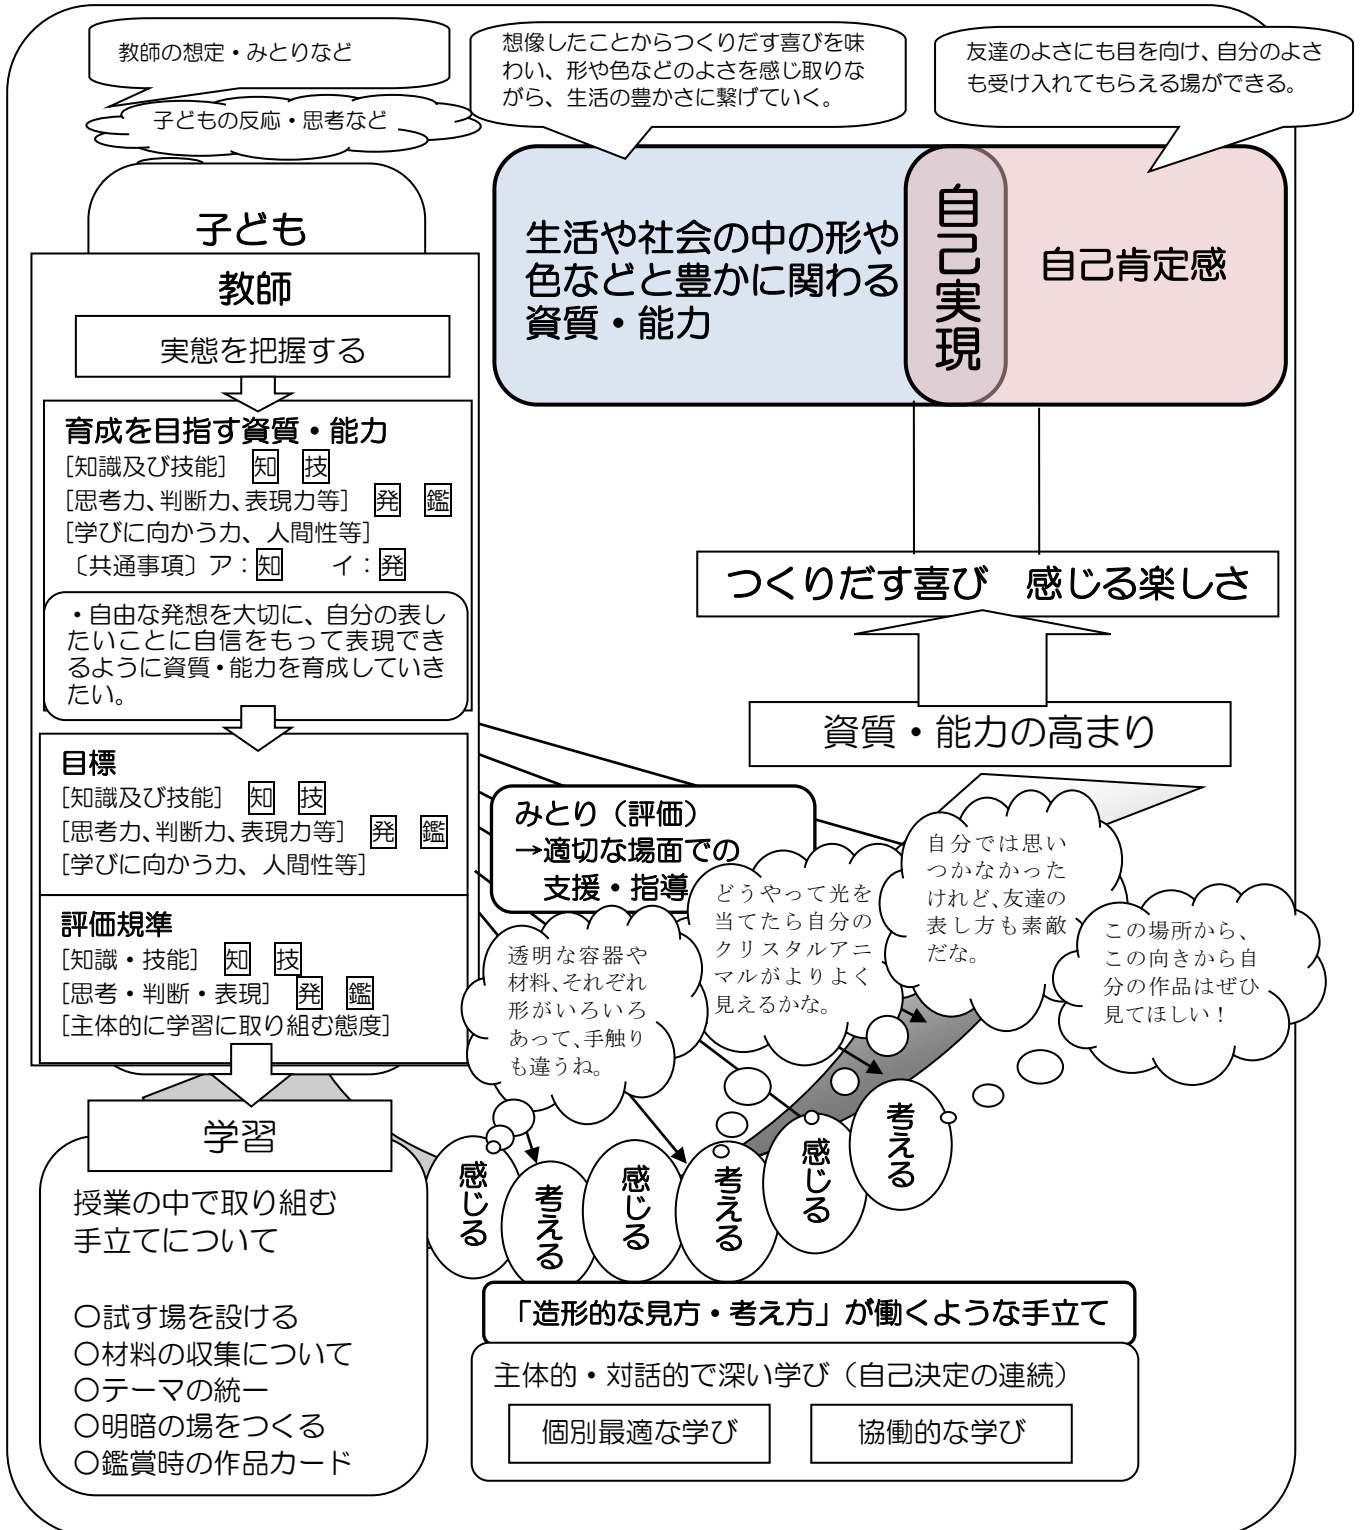 教師の想定・みとりなど
子どもの反応・思考など
想像したことからつくりだす喜びを味
わい、形や色などのよさを感じ取りな
がら、生活の豊かさに繋げていく。
友達のよさにも目を向け、自分のよさ
も受け入れてもらえる場ができる。
子ども
教師
実態を把握する
育成を目指す資質・能力
[知識及び技能] 知 技
[思考力、判断力、表現力等] 発 鑑
[学びに向かう力、人間性等]
〔共通事項〕ア：知 イ：発
・自由な発想を大切に、自分の表し
たいことに自信をもって表現でき
るように資質・能力を育成していき
たい。
目標
[知識及び技能] 知 技
[思考力、判断力、表現力等] 発 鑑
[学びに向かう力、人間性等]
評価規準
[知識・技能] 知 技
[思考・判断・表現] 発 鑑
[主体的に学習に取り組む態度]
学習
授業の中で取り組む
手立てについて
〇試す場を設ける
〇材料の収集について
〇テーマの統一
〇明暗の場をつくる
〇鑑賞時の作品カード
生活や社会の中の形や
色などと豊かに関わる
資質・能力
自己実現
自己肯定感
つくりだす喜び 感じる楽しさ
資質・能力の高まり
みとり（評価）
→適切な場面での
支援・指導
透明な容器や
材料、それぞれ
形がいろいろ
あって、手触り
も違うね。
どうやって光を
当てたら自分の
クリスタルアニ
マルがよりよく
見えるかな。
自分では思い
つかなかった
けれど、友達の
表し方も素敵
だな。
この場所から、
この向きから自
分の作品はぜひ
見てほしい！
感じる
考える
感じる
考える
感じる
考える
「造形的な見方・考え方」が働くような手立て
主体的・対話的で深い学び（自己決定の連続）
個別最適な学び
協働的な学び